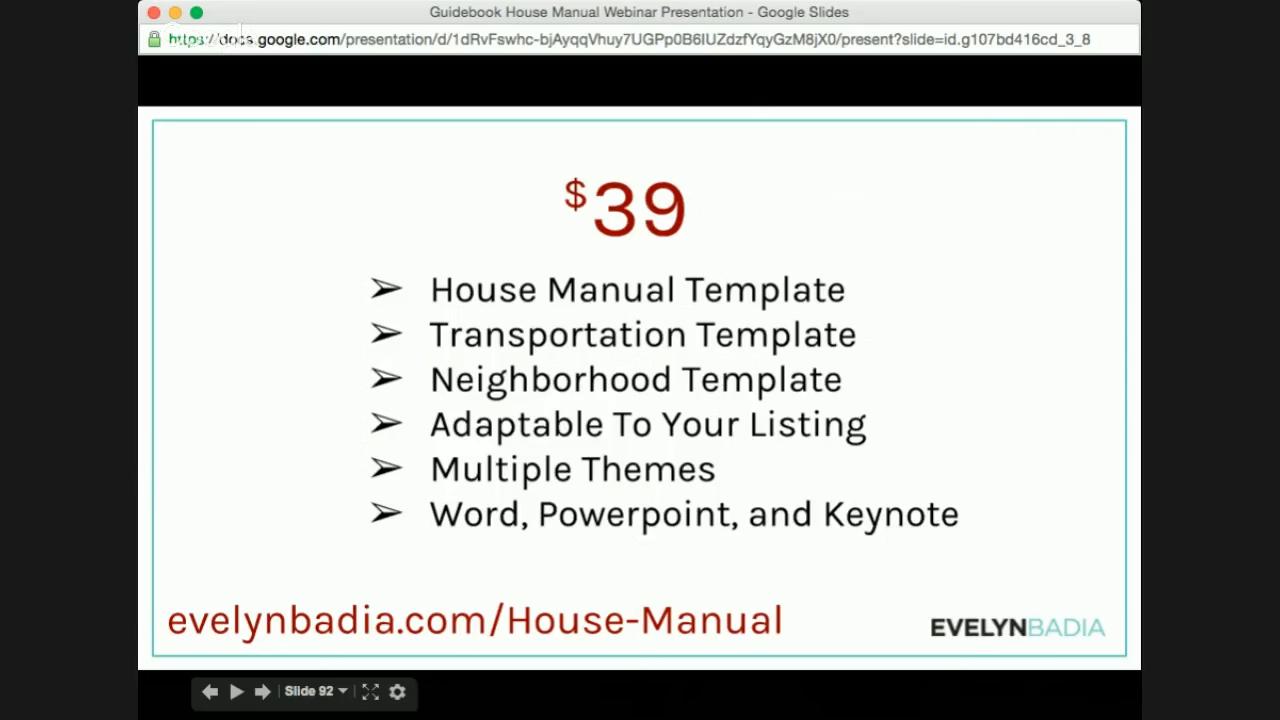 Guidebook House Manual Webinar Presentation - Google Slides
https://docs.google.com/presentation/d/1dRvFswhc-bjAyqqVhuy7UGPp0B6IUZdzfYqyGzM8jX0/present?slide=id.g107bd416cd_3_8
$39
➢ House Manual Template
➢ Transportation Template
➢ Neighborhood Template
➢ Adaptable To Your Listing
➢ Multiple Themes
➢ Word, Powerpoint, and Keynote
evelynbadia.com/House-Manual
EVELYNBADIA
Slide 92